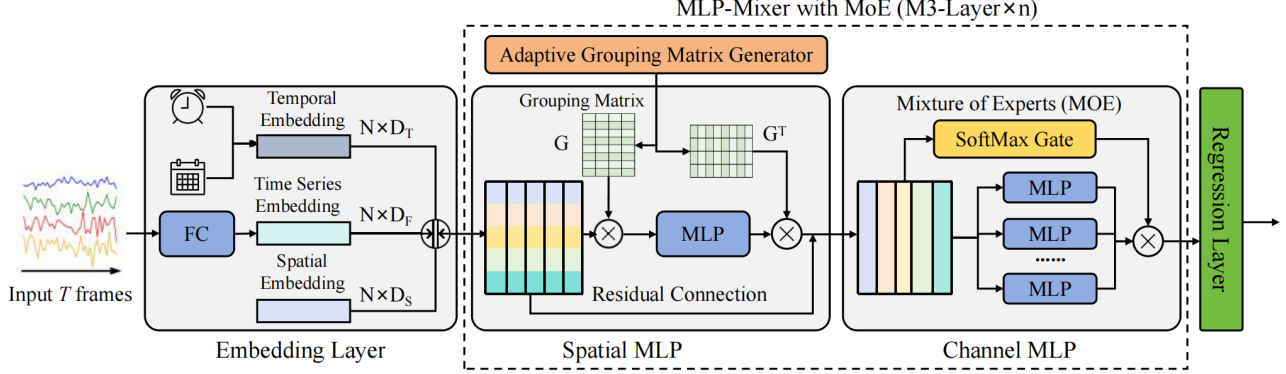 MLP-Mixer with MoE (M3-Layer×n)
Adaptive Grouping Matrix Generator
Temporal
Embedding
N×D_T
Time Series
Embedding
N×D_F
FC
Spatial
Embedding
N×D_S
Input T frames
Embedding Layer
Grouping Matrix
G
G^T
MLP
Residual Connection
Spatial MLP
Mixture of Experts (MOE)
SoftMax Gate
MLP
MLP
......
MLP
Channel MLP
Regression Layer